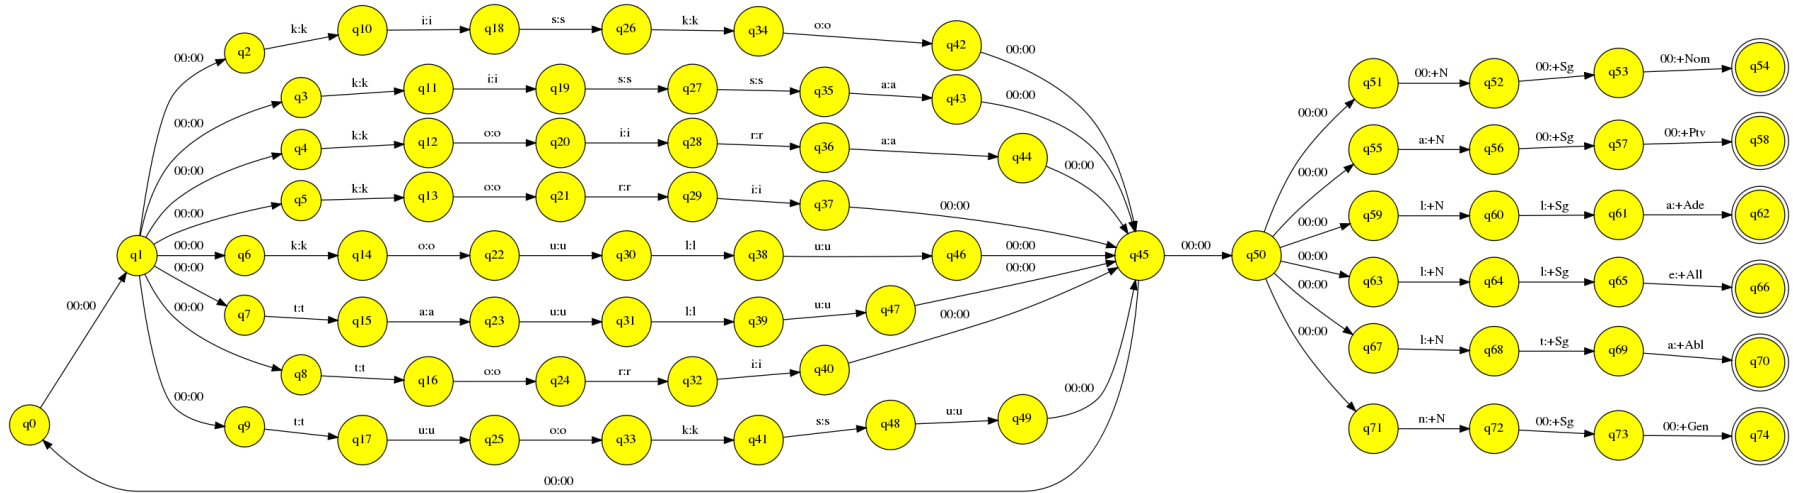 q0 00:00 q1
00:00 q2 k:k q10 i:i q18 s:s q26 k:k q34 o:o q42 00:00
00:00 q3 k:k q11 i:i q19 s:s q27 s:s q35 a:a q43 00:00
00:00 q4 k:k q12 o:o q20 i:i q28 r:r q36 a:a q44 00:00
00:00 q5 k:k q13 o:o q21 r:r q29 i:i q37 00:00
00:00 q6 k:k q14 o:o q22 u:u q30 l:l q38 u:u q46 00:00
00:00 q7 t:t q15 a:a q23 u:u q31 l:l q39 u:u q47 00:00
00:00 q8 t:t q16 o:o q24 r:r q32 i:i q40 00:00
00:00 q9 t:t q17 u:u q25 o:o q33 k:k q41 s:s q48 u:u q49 00:00
00:00
q45 00:00 q50
00:00 q51 00:+N q52 00:+Sg q53 00:+Nom q54
00:00 q55 a:+N q56 00:+Sg q57 00:+Ptv q58
00:00 q59 l:+N q60 l:+Sg q61 a:+Ade q62
00:00 q63 l:+N q64 l:+Sg q65 e:+All q66
00:00 q67 l:+N q68 t:+Sg q69 a:+Abl q70
00:00 q71 n:+N q72 00:+Sg q73 00:+Gen q74